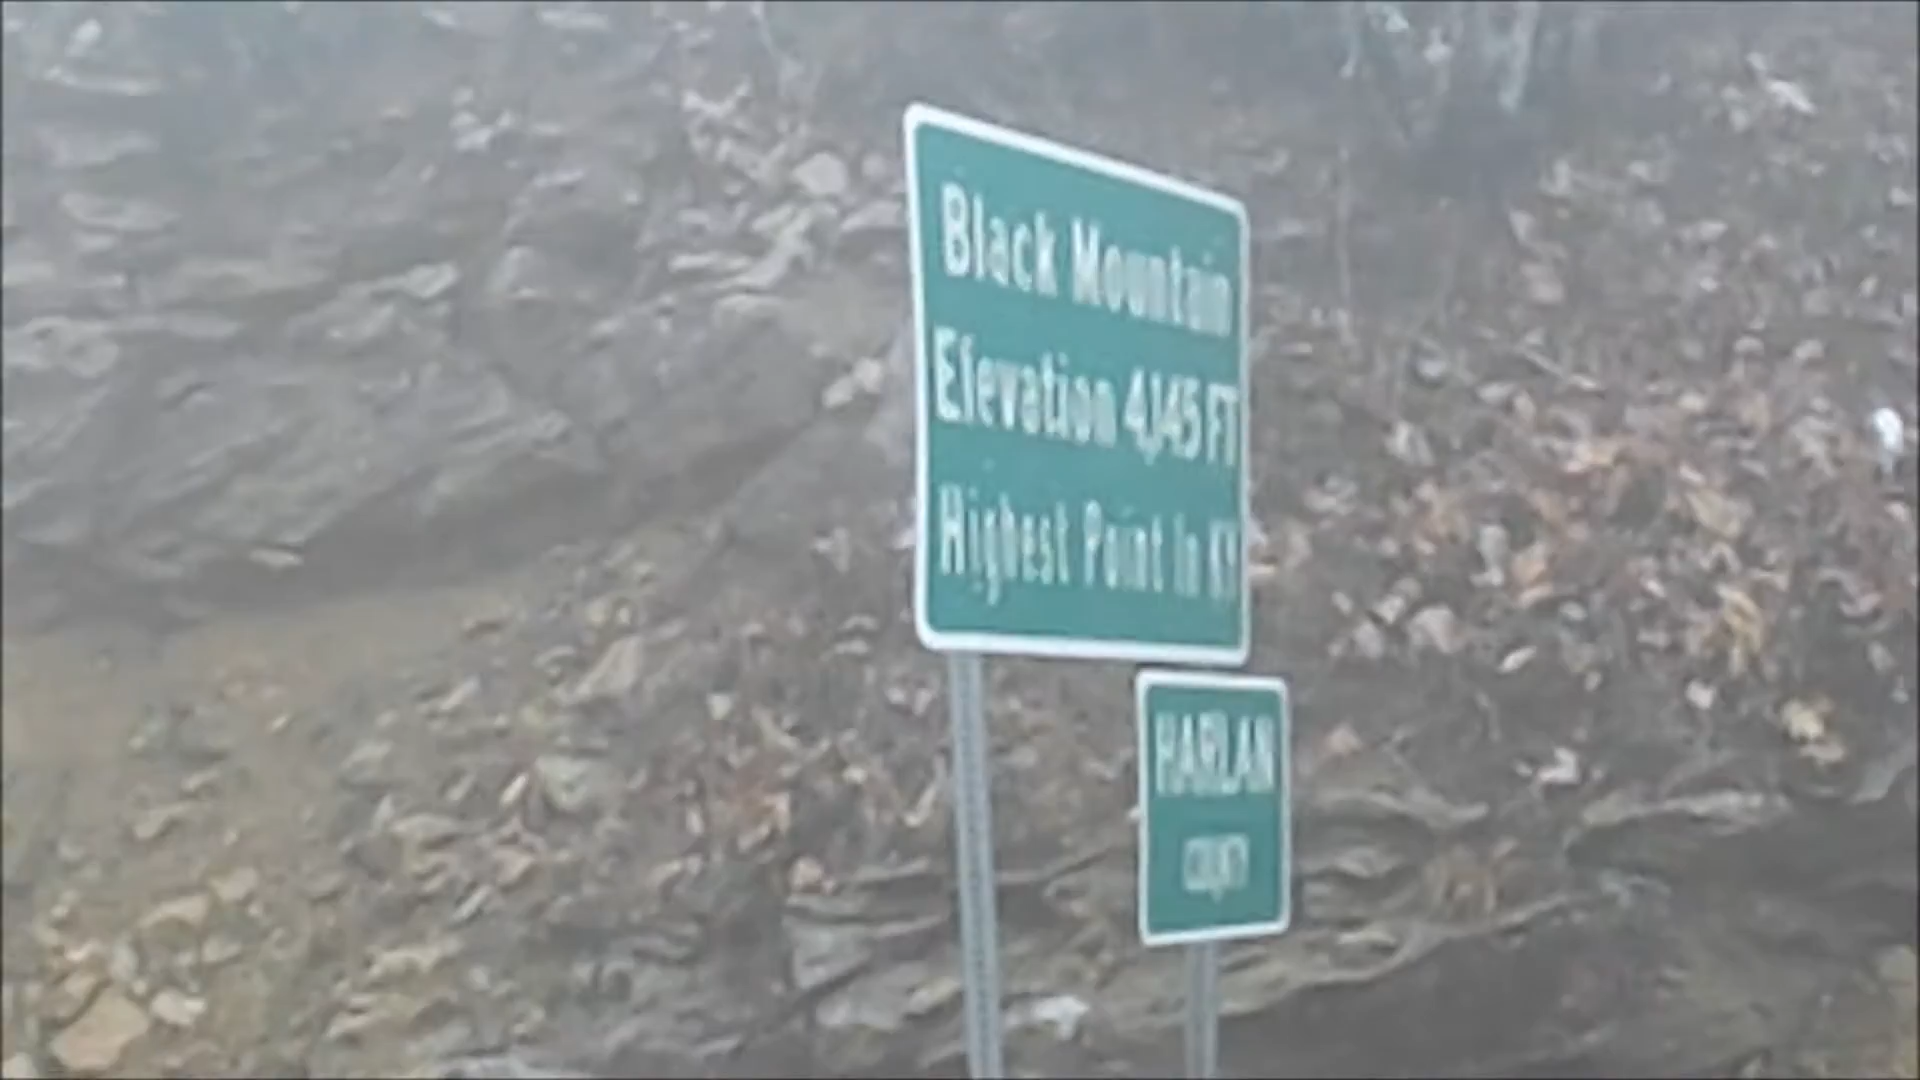 Black Mountain
Elevation 4,145 FT
Highest Point In KY
HARLAN
COUNTY